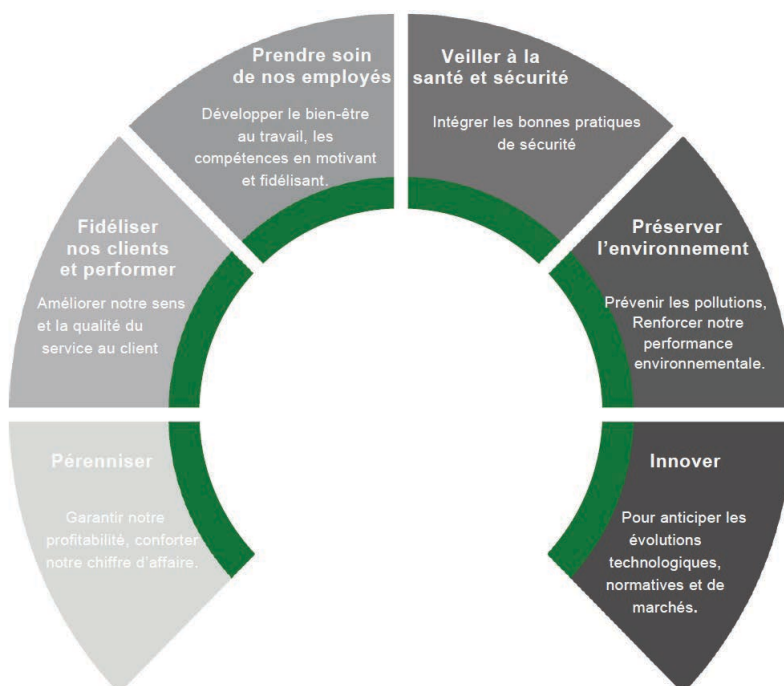 Prendre soin
de nos employés
Développer le bien-être
au travail, les
compétences en motivant
et fidélisant.
Veiller à la
santé et sécurité
Intégrer les bonnes pratiques
de sécurité
Fidéliser
nos clients
et performer
Améliorer notre sens
et la qualité du
service au client
Préserver
l’environnement
Prévenir les pollutions,
Renforcer notre
performance
environnementale.
Pérenniser
Garantir notre
profitabilité, conforter
notre chiffre d’affaire.
Innover
Pour anticiper les
évolutions
technologiques,
normatives et de
marchés.